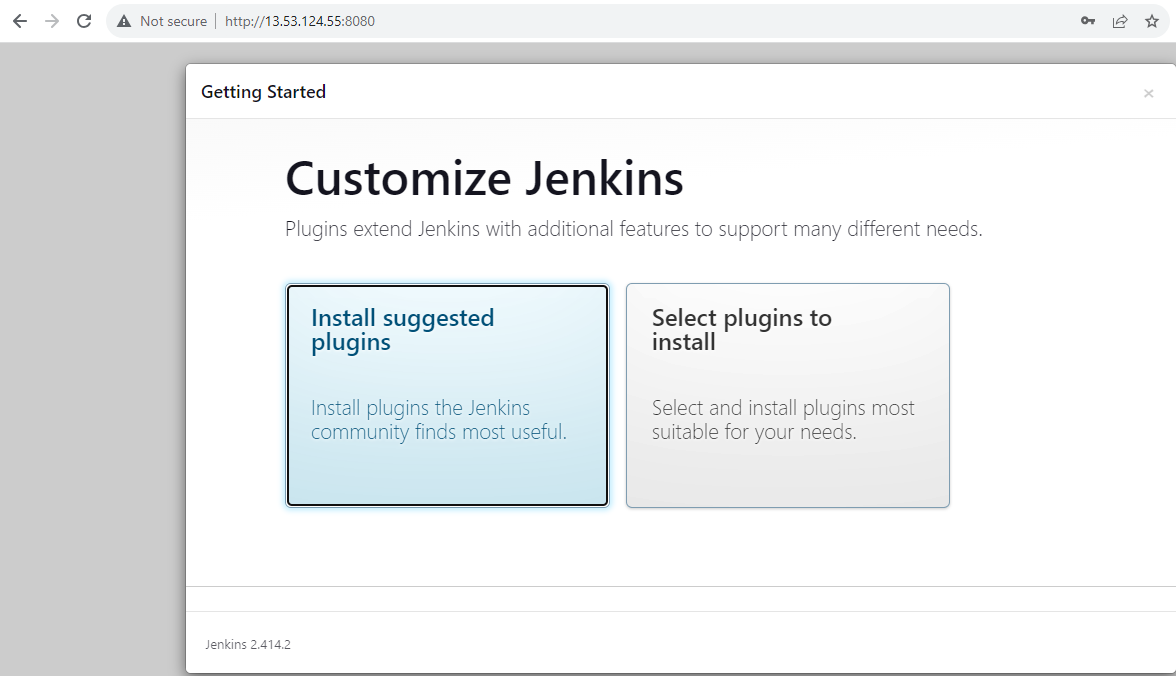 Not secure | http://13.53.124.55:8080
Getting Started
×
Customize Jenkins
Plugins extend Jenkins with additional features to support many different needs.
Install suggested
plugins
Install plugins the Jenkins
community finds most useful.
Select plugins to
install
Select and install plugins most
suitable for your needs.
Jenkins 2.414.2